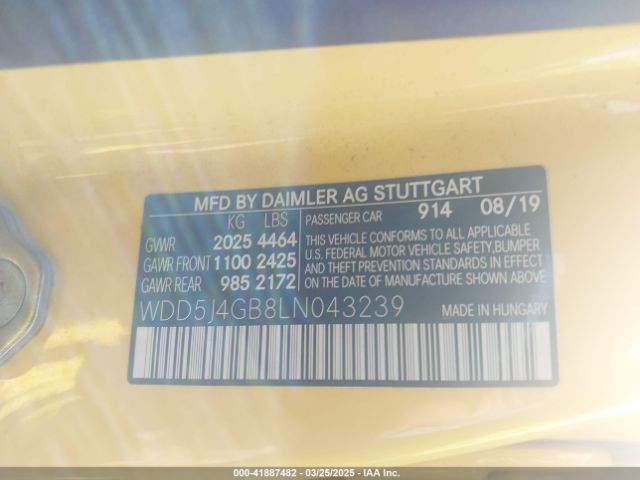 MFD BY DAIMLER AG STUTTGART
KG LBS PASSENGER CAR 914 08/19
GVWR 2025 4464
GAWR FRONT 1100 2425
GAWR REAR 985 2172
THIS VEHICLE CONFORMS TO ALL APPLICABLE
U.S. FEDERAL MOTOR VEHICLE SAFETY, BUMPER
AND THEFT PREVENTION STANDARDS IN EFFECT
ON THE DATE OF MANUFACTURE SHOWN ABOVE
WDD5J4GB8LN043239 MADE IN HUNGARY
000-41887482 - 03/25/2025 - IAA Inc.